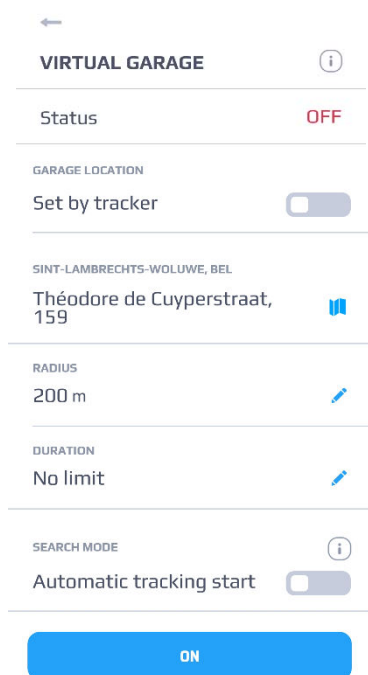 VIRTUAL GARAGE
Status OFF
GARAGE LOCATION
Set by tracker
SINT-LAMBRECHTS-WOLUWE, BEL
Théodore de Cuyperstraat,
159
RADIUS
200 m
DURATION
No limit
SEARCH MODE
Automatic tracking start
ON